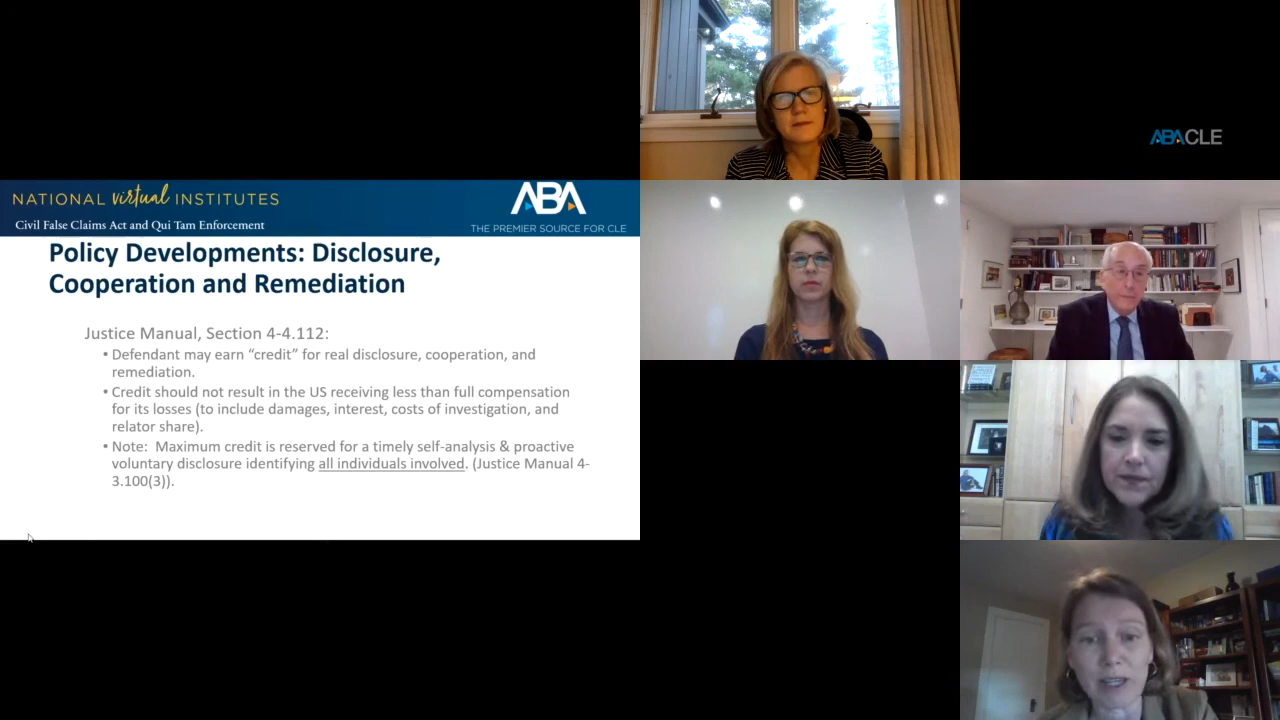 ABACLE
NATIONAL virtual INSTITUTES
ABA
Civil False Claims Act and Qui Tam Enforcement
THE PREMIER SOURCE FOR CLE
Policy Developments: Disclosure,
Cooperation and Remediation
Justice Manual, Section 4-4.112:
• Defendant may earn “credit” for real disclosure, cooperation, and
remediation.
• Credit should not result in the US receiving less than full compensation
for its losses (to include damages, interest, costs of investigation, and
relator share).
• Note:  Maximum credit is reserved for a timely self-analysis & proactive
voluntary disclosure identifying all individuals involved. (Justice Manual 4-
3.100(3)).